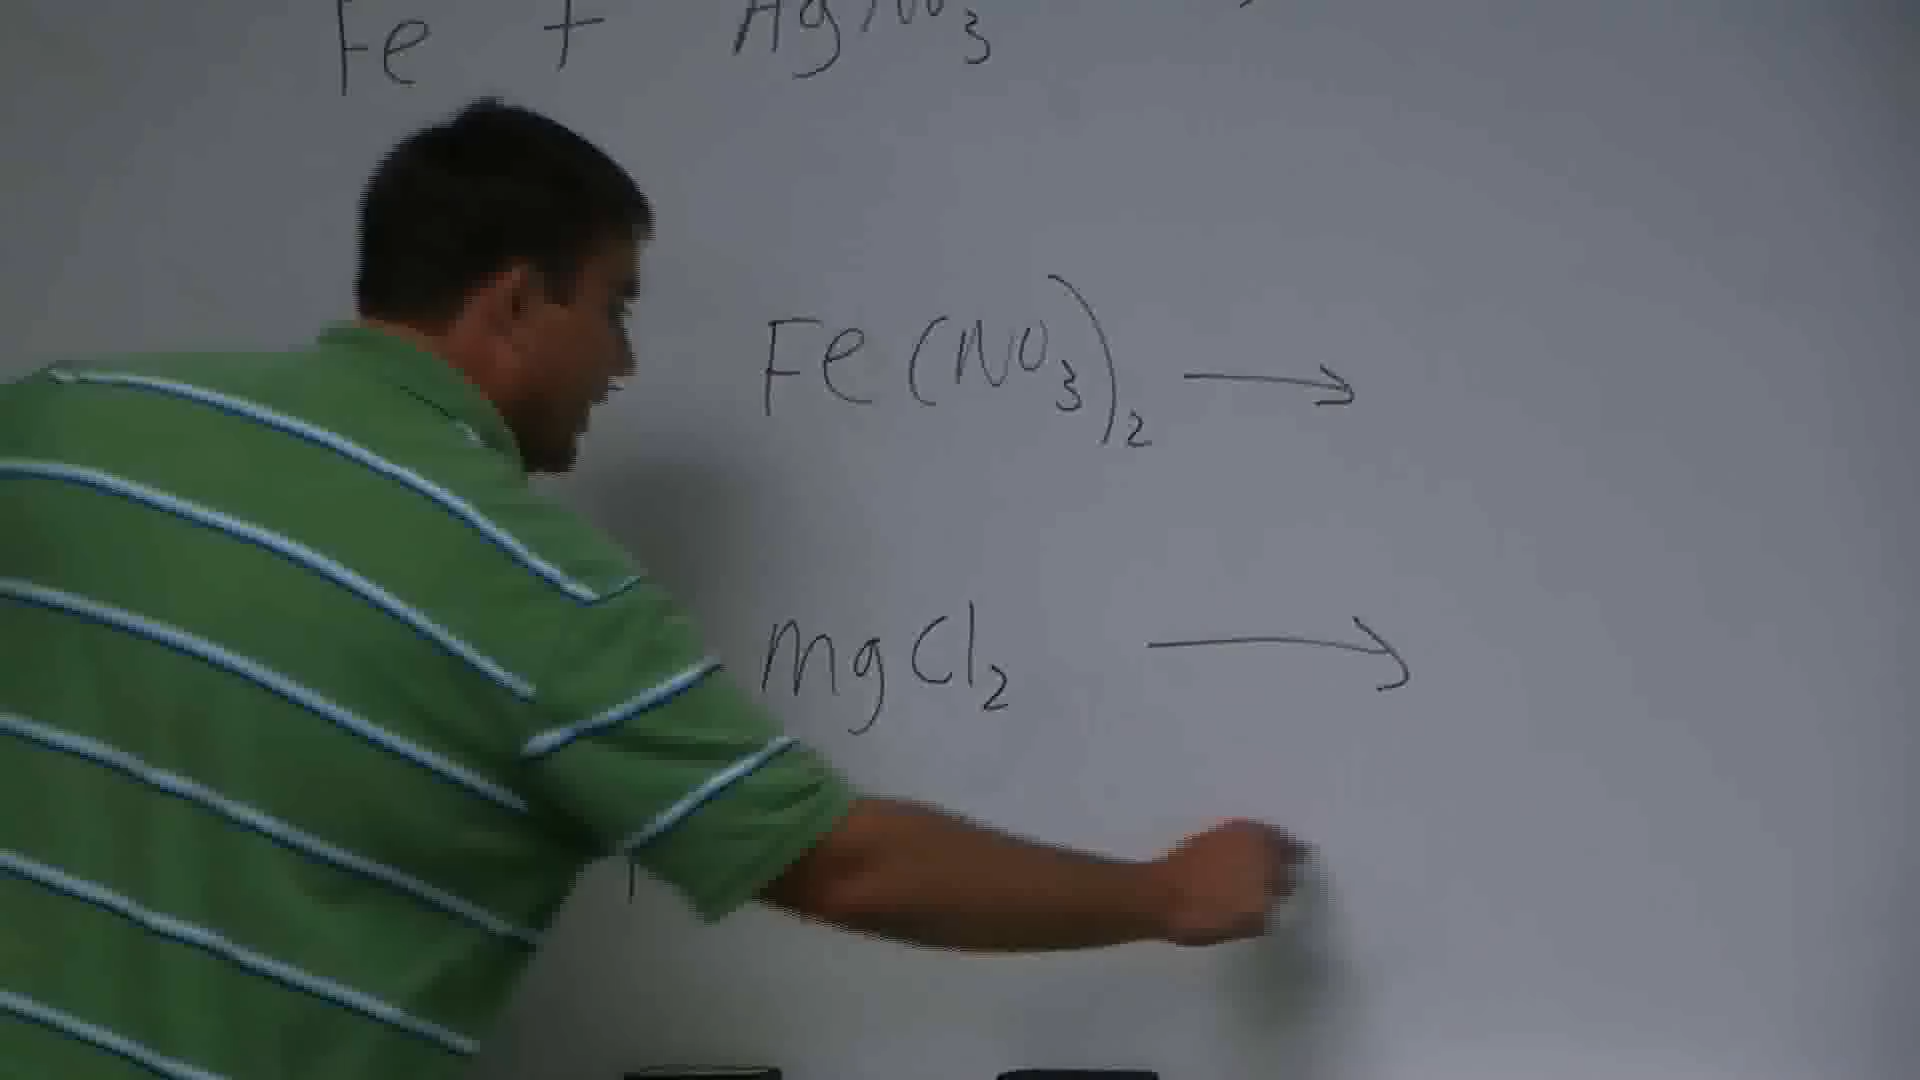 Fe + AgNO3
Fe(NO3)2 →
MgCl2 →